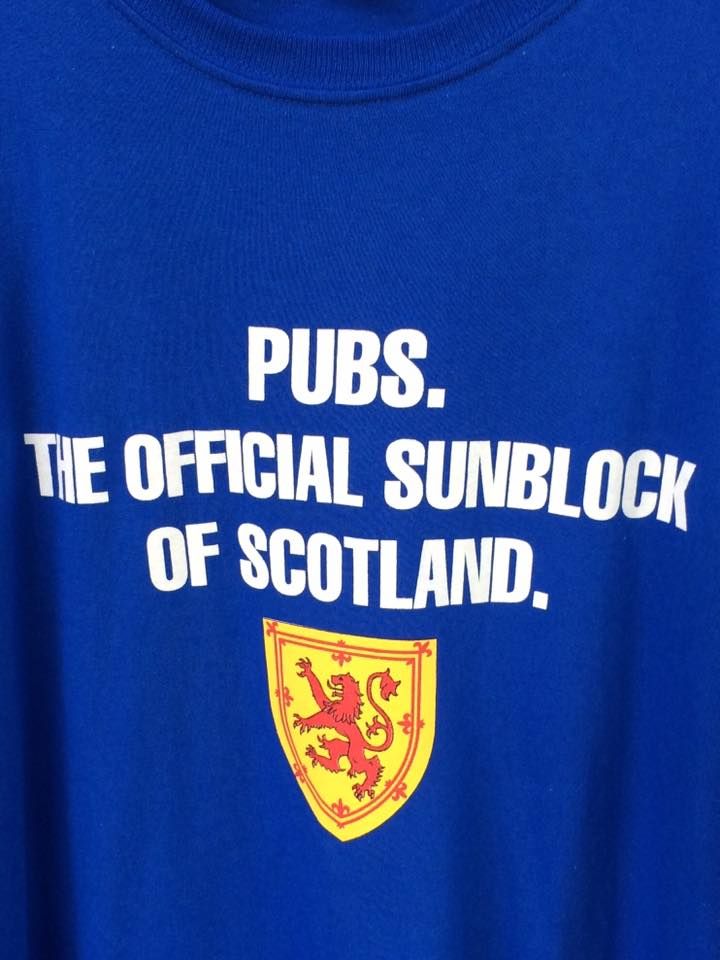 PUBS.
THE OFFICIAL SUNBLOCK
OF SCOTLAND.